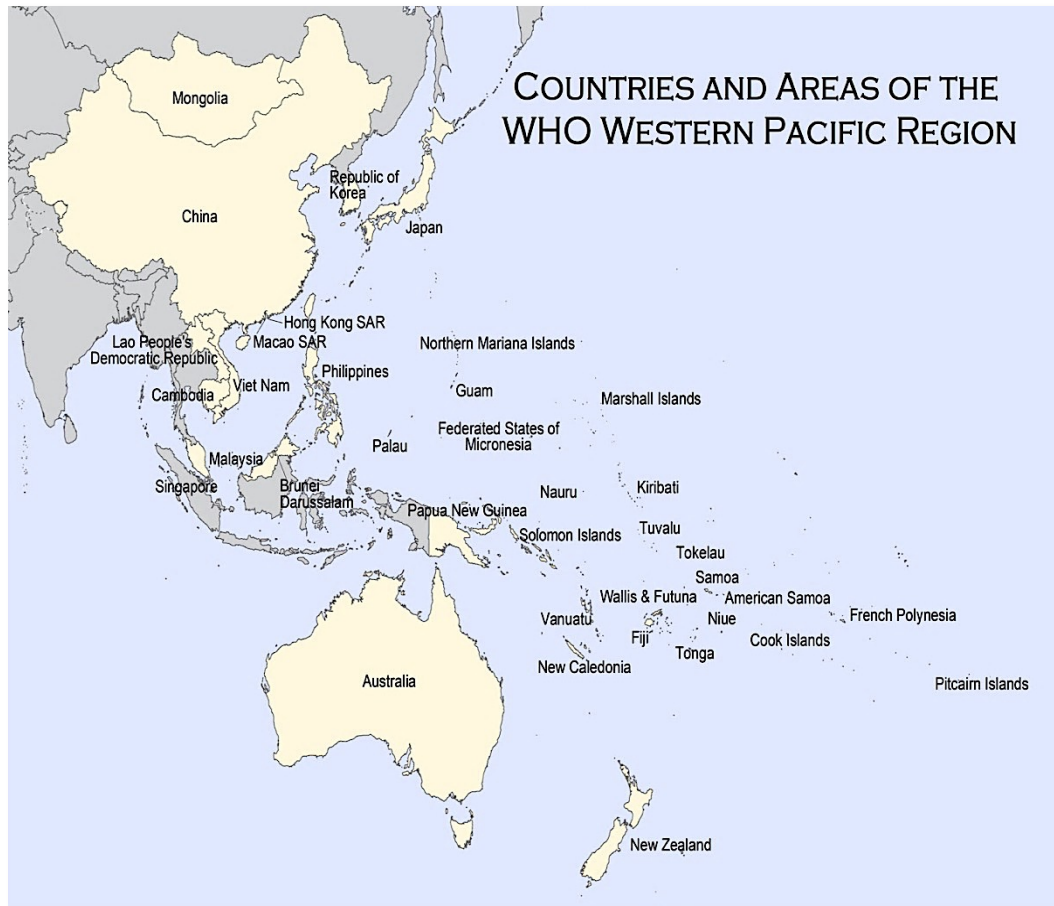 COUNTRIES AND AREAS OF THE
WHO WESTERN PACIFIC REGION
Mongolia
Republic of
Korea
China
Japan
Hong Kong SAR
Macao SAR
Lao People's
Democratic Republic
Northern Mariana Islands
Philippines
Viet Nam
Cambodia
Guam
Marshall Islands
Federated States of
Micronesia
Palau
Malaysia
Singapore
Brunei
Darussalam
Nauru
Kiribati
Papua New Guinea
Solomon Islands
Tuvalu
Tokelau
Samoa
Wallis & Futuna
American Samoa
Vanuatu
Niue
French Polynesia
Fiji
Cook Islands
Tonga
New Caledonia
Australia
Pitcairn Islands
New Zealand